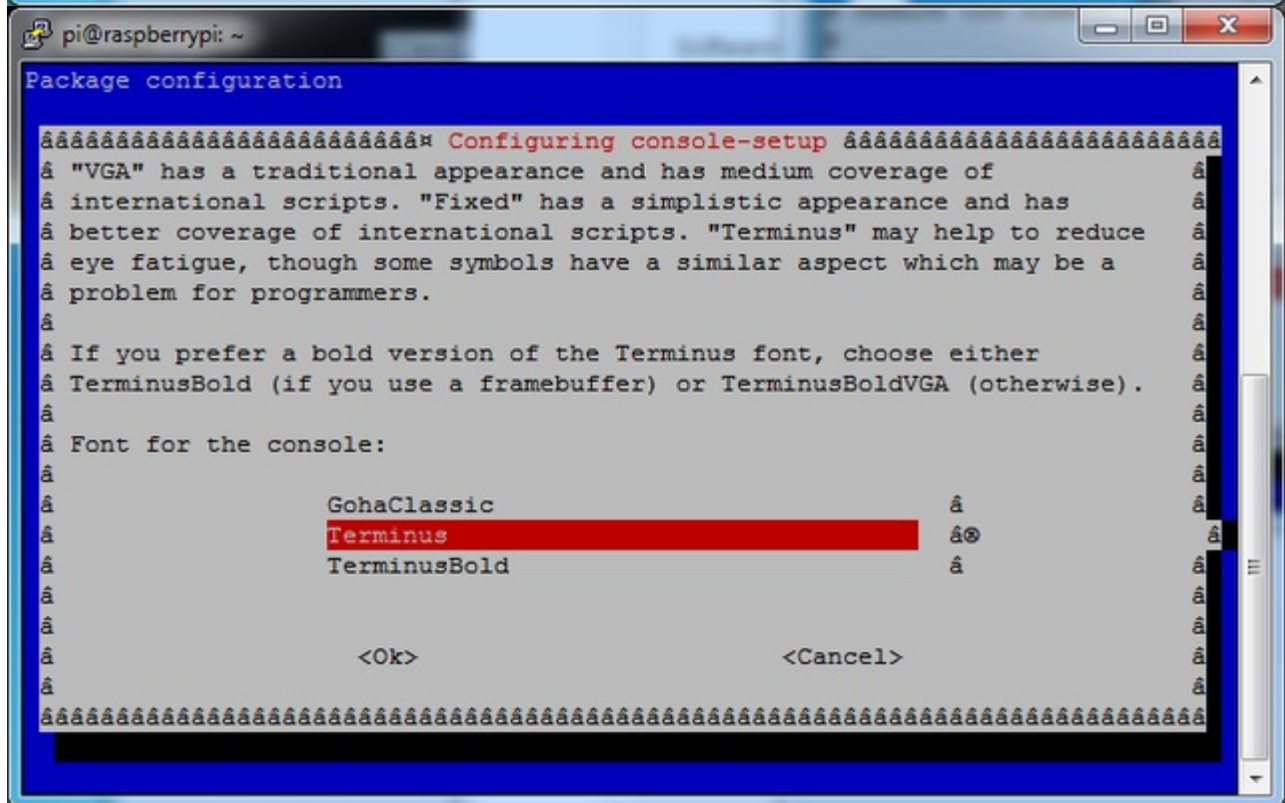 pi@raspberrypi: ~
Package configuration
âââââââââââââââââââââââââ¤ Configuring console-setup âââââââââââââââââââââââââ
â "VGA" has a traditional appearance and has medium coverage of â
â international scripts. "Fixed" has a simplistic appearance and has â
â better coverage of international scripts. "Terminus" may help to reduce â
â eye fatigue, though some symbols have a similar aspect which may be a â
â problem for programmers. â
â â
â If you prefer a bold version of the Terminus font, choose either â
â TerminusBold (if you use a framebuffer) or TerminusBoldVGA (otherwise). â
â â
â Font for the console: â
â â
â GohaClassic â â
â Terminus â® â
â TerminusBold â â
â â
â â
â <Ok> <Cancel> â
â â
âââââââââââââââââââââââââââââââââââââââââââââââââââââââââââââââââââââââââââââ